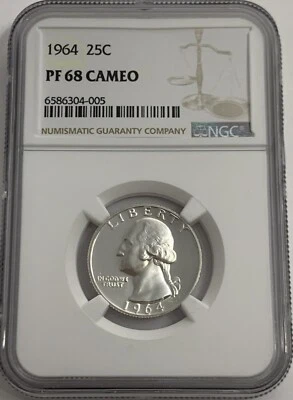 1964 25C
PF 68 CAMEO
6586304-005
NUMISMATIC GUARANTY COMPANY
NGC
LIBERTY
IN GOD WE
TRUST
1964